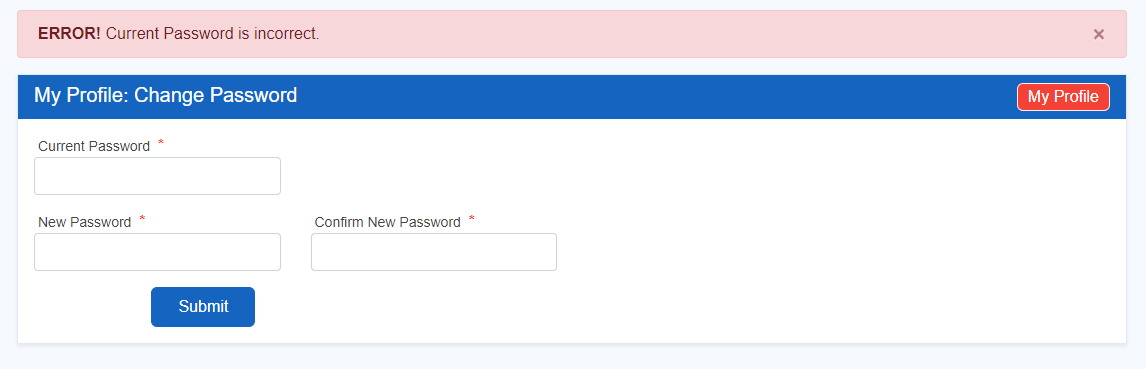 ERROR! Current Password is incorrect. ×
My Profile: Change Password My Profile
Current Password *
New Password * Confirm New Password *
Submit